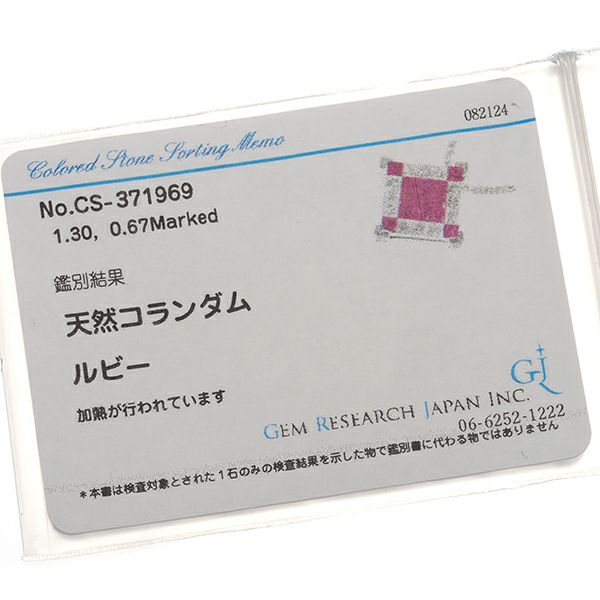 082124
Colored Stone Sorting Memo
No.CS-371969
1.30, 0.67Marked
鑑別結果
天然コランダム
ルビー
加熱が行われています
GJ
GEM RESEARCH JAPAN INC.
06-6252-1222
*本書は検査対象とされた1石のみの検査結果を示した物で鑑別書に代わる物ではありません